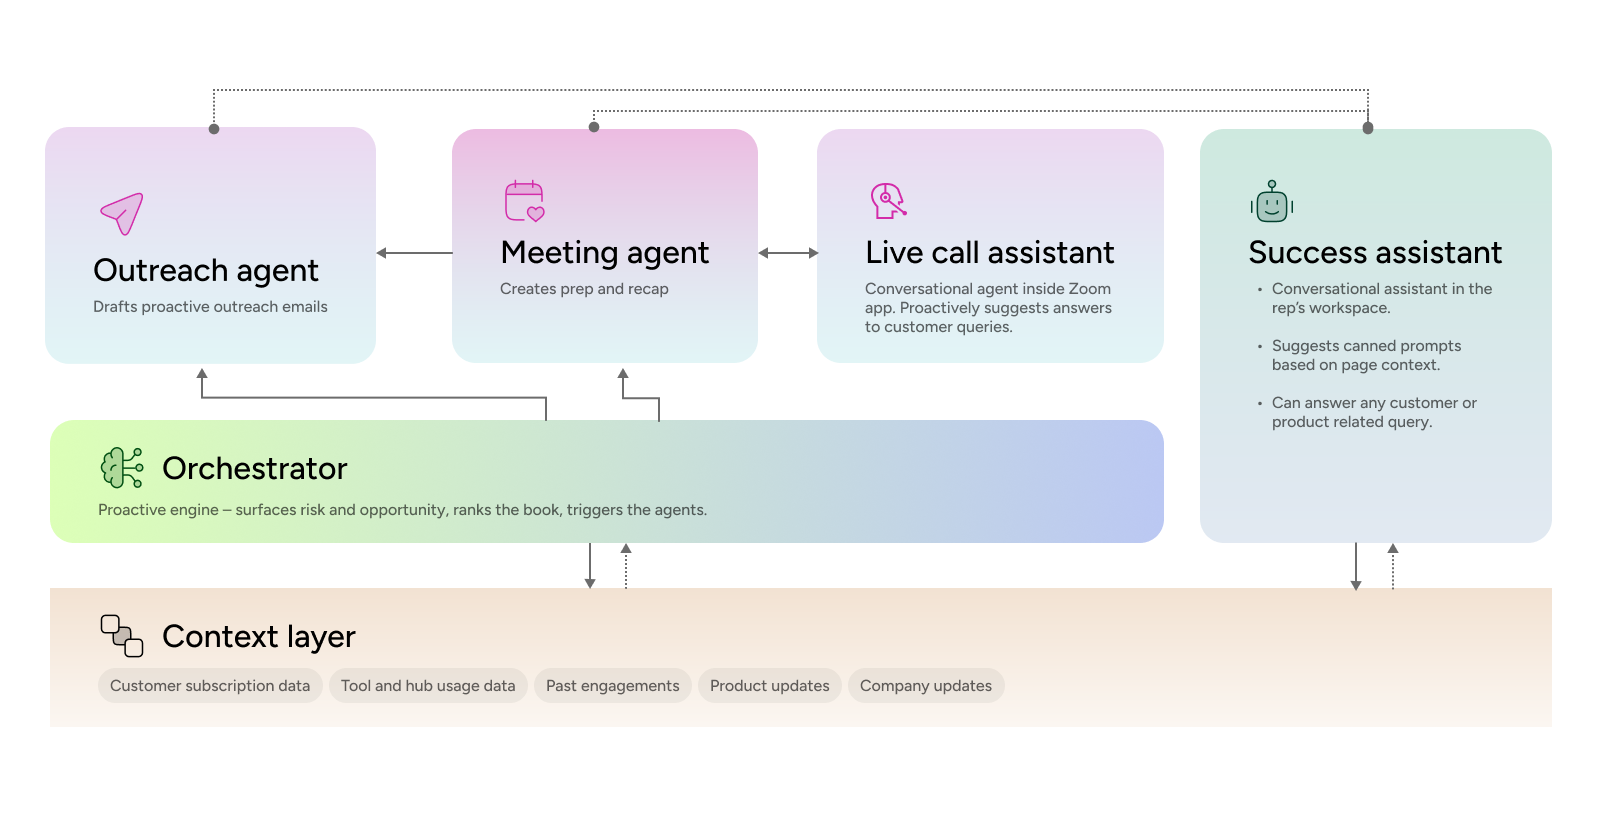 Outreach agent
Drafts proactive outreach emails
Meeting agent
Creates prep and recap
Live call assistant
Conversational agent inside Zoom
app. Proactively suggests answers
to customer queries.
Success assistant
• Conversational assistant in the
rep’s workspace.
• Suggests canned prompts
based on page context.
• Can answer any customer or
product related query.
Orchestrator
Proactive engine – surfaces risk and opportunity, ranks the book, triggers the agents.
Context layer
Customer subscription data
Tool and hub usage data
Past engagements
Product updates
Company updates